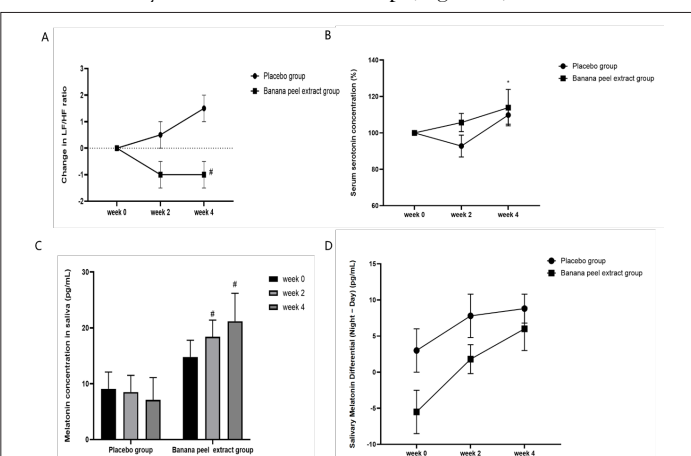 A
Change in LF/HF ratio
3
2
1
0
-1
-2
#
week 0 week 2 week 4
Placebo group
Banana peel extract group
B
Serum serotonin concentration (%)
140
120
100
80
60
*
week 0 week 2 week 4
Placebo group
Banana peel extract group
C
Melatonin concentration in saliva (pg/mL)
30
20
10
0
# #
Placebo group Banana peel extract group
week 0
week 2
week 4
D
Salivary Melatonin Differential (Night – Day) (pg/mL)
15
10
5
0
-5
-10
week 0 week 2 week 4
Placebo group
Banana peel extract group